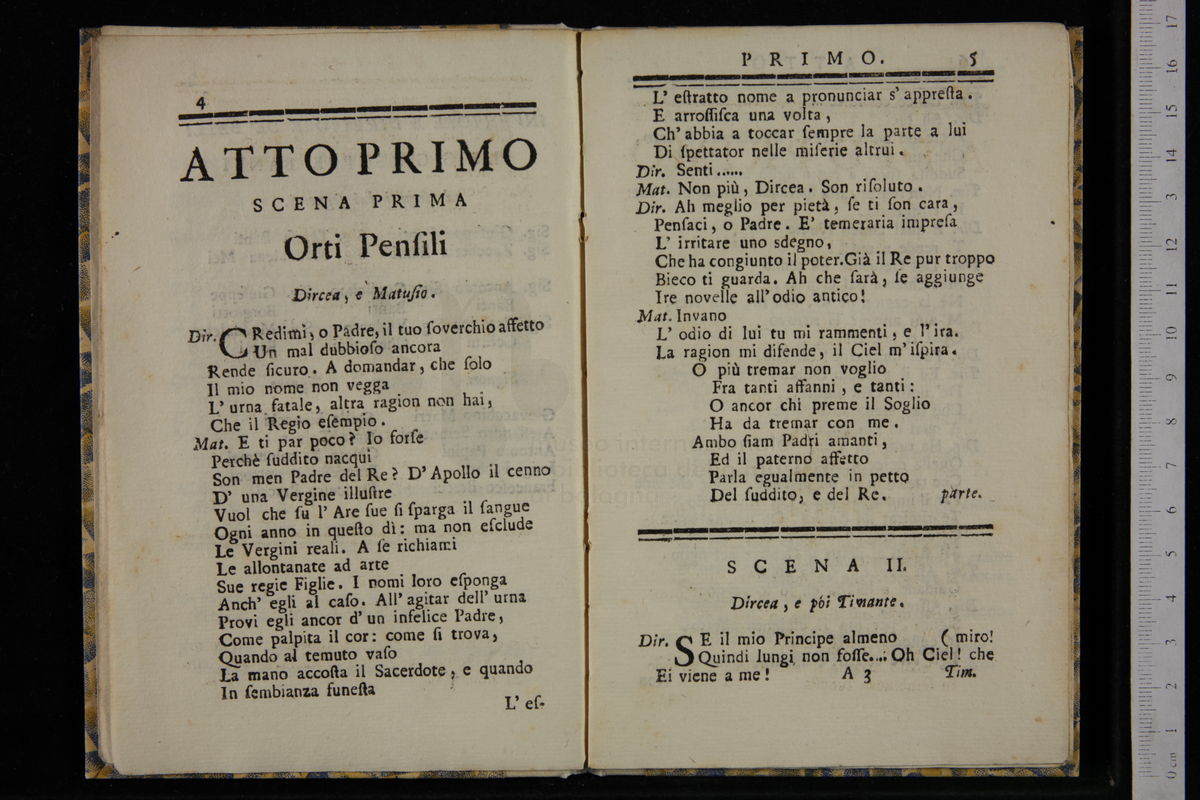 4
ATTO PRIMO
SCENA PRIMA
Orti Penſili
Dircea, e Matuſio.
Dir. CRedimi, o Padre, il tuo ſoverchio affetto
Un mal dubbioſo ancora
Rende ſicuro. A domandar, che ſolo
Il mio nome non vegga
L' urna fatale, altra ragion non hai,
Che il Regio eſempio.
Mat. E ti par poco? Io forſe
Perchè ſuddito nacqui
Son men Padre del Re? D' Apollo il cenno
D' una Vergine illuſtre
Vuol che ſu l' Are ſue ſi ſparga il ſangue
Ogni anno in queſto dì: ma non eſclude
Le Vergini reali. A ſe richiami
Le allontanate ad arte
Sue regie Figlie. I nomi loro eſponga
Anch' egli al caſo. All' agitar dell' urna
Provi egli ancor d' un infelice Padre,
Come palpita il cor: come ſi trova,
Quando al temuto vaſo
La mano accoſta il Sacerdote, e quando
In ſembianza funeſta
L' eſ-
PRIMO. 5
L' eſtratto nome a pronunciar s' appreſta.
E arroſſiſca una volta,
Ch' abbia a toccar ſempre la parte a lui
Di ſpettator nelle miſerie altrui.
Dir. Senti......
Mat. Non più, Dircea. Son riſoluto.
Dir. Ah meglio per pietà, ſe ti ſon cara,
Penſaci, o Padre. E' temeraria impreſa
L' irritare uno sdegno,
Che ha congiunto il poter. Già il Re pur troppo
Bieco ti guarda. Ah che ſarà, ſe aggiunge
Ire novelle all' odio antico!
Mat. Invano
L' odio di lui tu mi rammenti, e l' ira.
La ragion mi difende, il Ciel m' iſpira.
O più tremar non voglio
Fra tanti affanni, e tanti:
O ancor chi preme il Soglio
Ha da tremar con me.
Ambo ſiam Padri amanti,
Ed il paterno affetto
Parla egualmente in petto
Del ſuddito, e del Re. parte.
SCENA II.
Dircea, e poi Timante.
Dir. SE il mio Principe almeno (miro!
Quindi lungi non foſſe...: Oh Ciel! che
Ei viene a me! A 3 Tim.